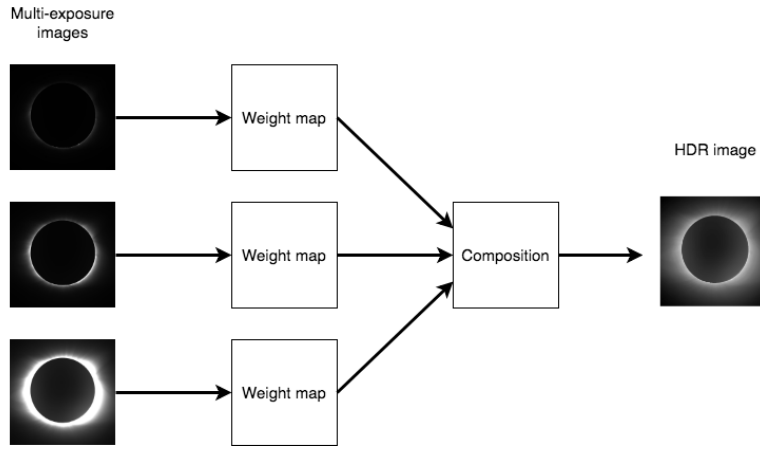 Multi-exposure
images
Weight map
HDR image
Weight map
Composition
Weight map